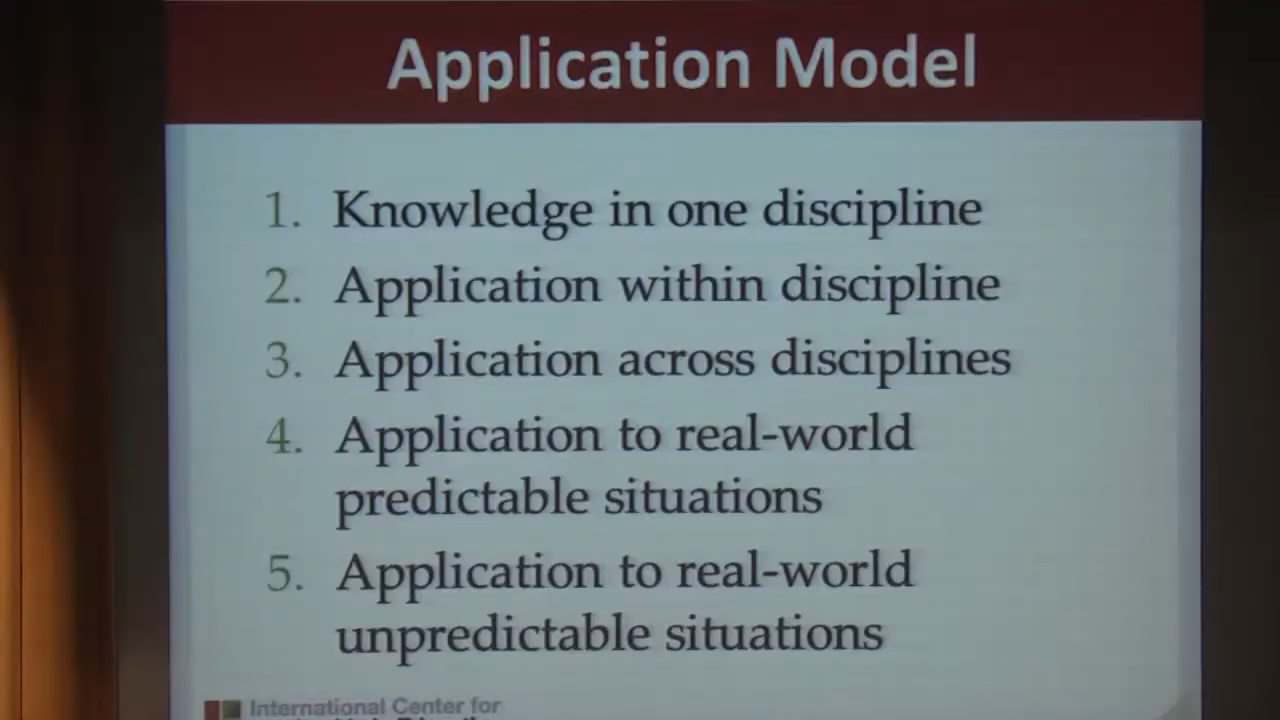 Application Model
1. Knowledge in one discipline
2. Application within discipline
3. Application across disciplines
4. Application to real-world
predictable situations
5. Application to real-world
unpredictable situations
International Center for